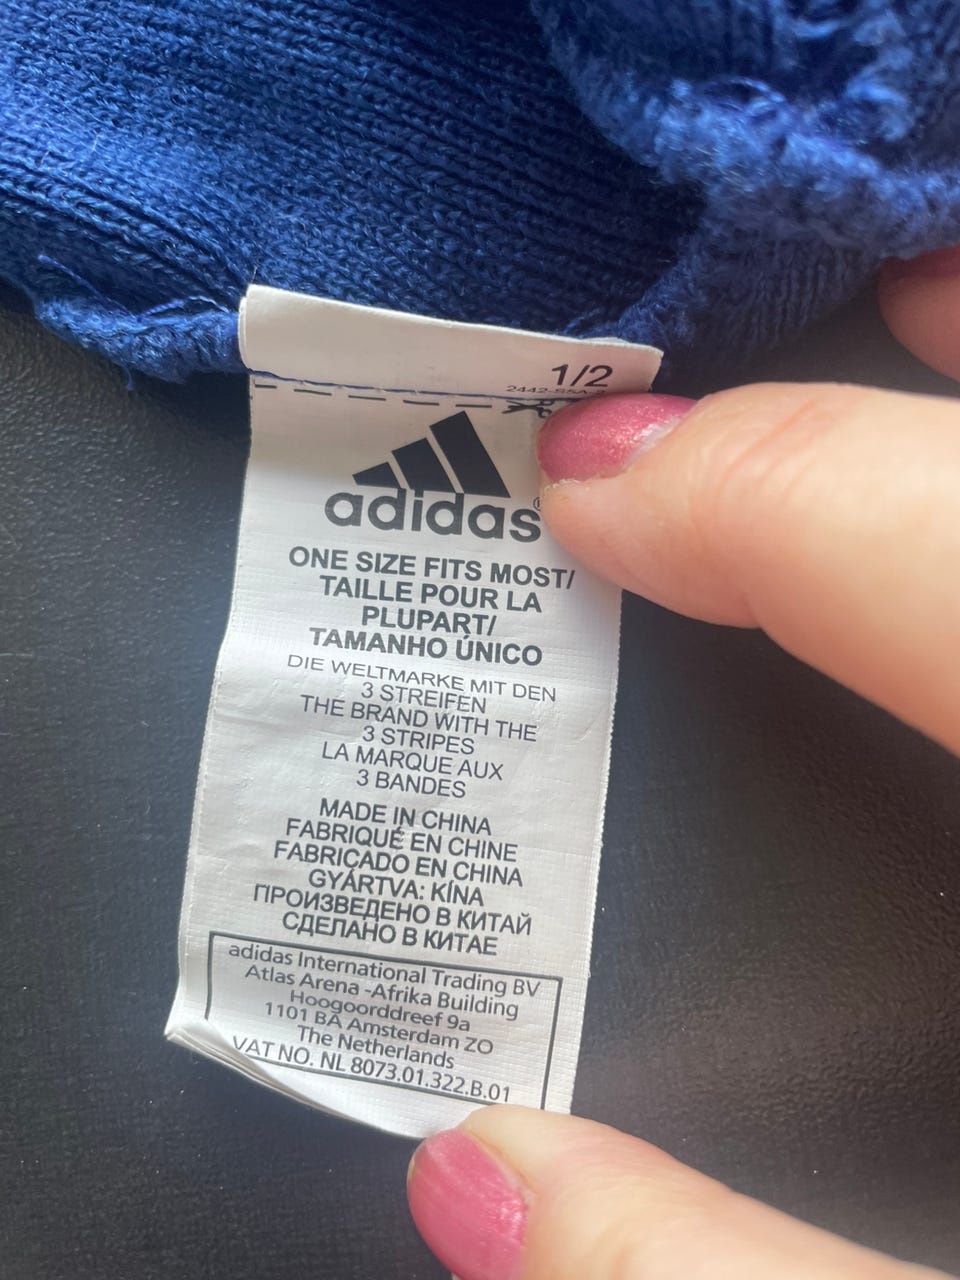 1/2
adidas
ONE SIZE FITS MOST/
TAILLE POUR LA
PLUPART/
TAMANHO ÚNICO
DIE WELTMARKE MIT DEN
3 STREIFEN
THE BRAND WITH THE
3 STRIPES
LA MARQUE AUX
3 BANDES
MADE IN CHINA
FABRIQUÉ EN CHINE
FABRICADO EN CHINA
GYÁRTVA: KÍNA
ПРОИЗВЕДЕНО В КИТАЙ
СДЕЛАНО В КИТАЕ
adidas International Trading BV
Atlas Arena -Afrika Building
Hoogoorddreef 9a
1101 BA Amsterdam ZO
The Netherlands
VAT NO. NL 8073.01.322.B.01